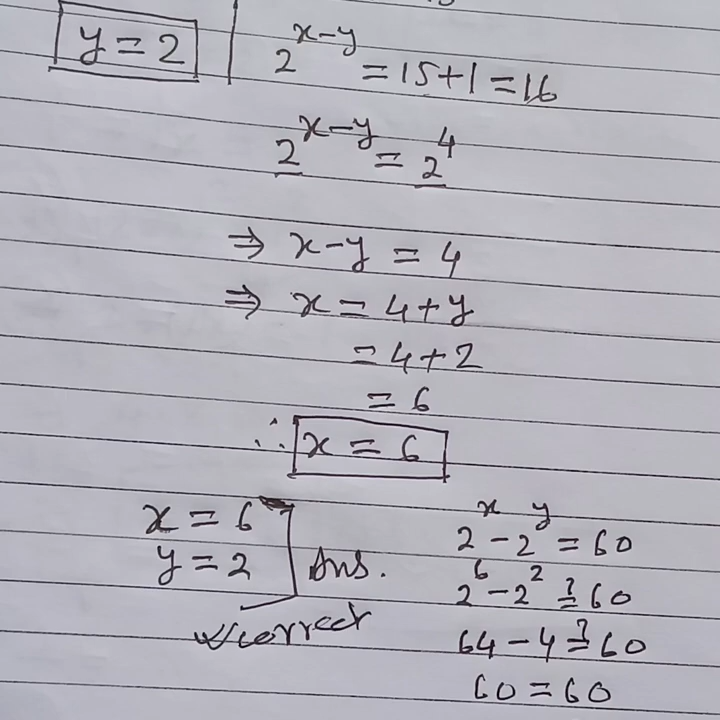 y = 2
2^(x-y) = 15+1 = 16
2^(x-y) = 2^4
⇒ x-y = 4
⇒ x = 4+y
= 4+2
= 6
∴ x = 6
x = 6
y = 2
Ans.
correct
2^x - 2^y = 60
2^6 - 2^2 ≟ 60
64-4 ≟ 60
60 = 60